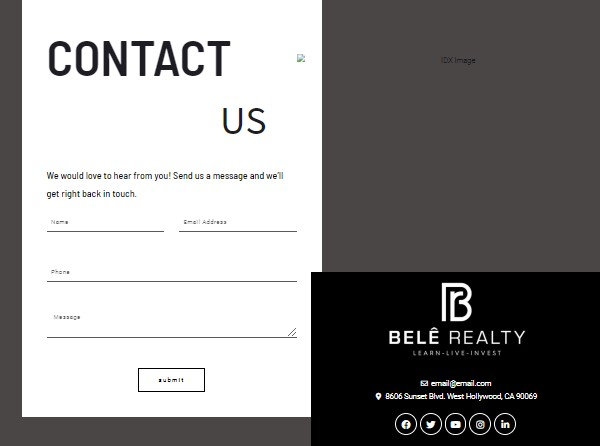 CONTACT
US
IDX Image
We would love to hear from you! Send us a message and we'll
get right back in touch.
Name
Email Address
Phone
Message
submit
BELÊ REALTY
LEARN-LIVE-INVEST
email@email.com
8606 Sunset Blvd. West Hollywood, CA 90069